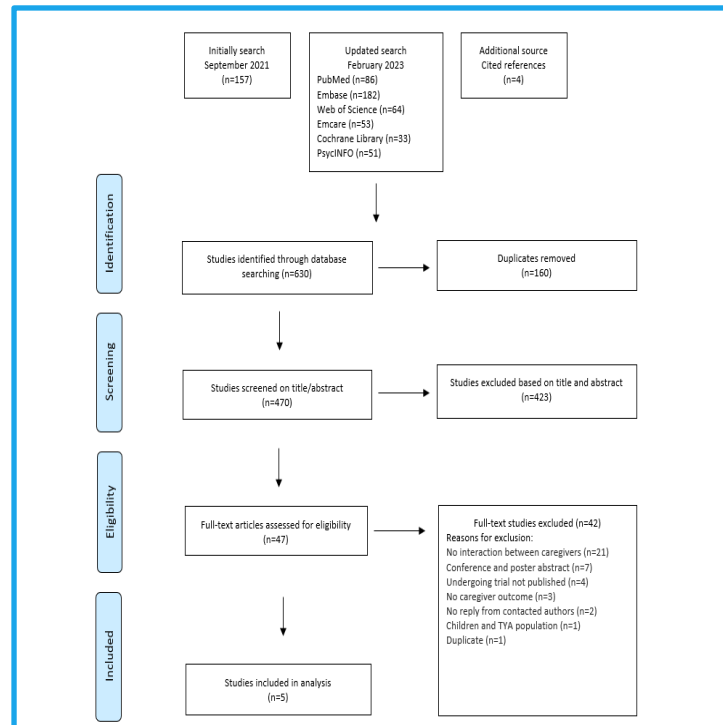 Initially search
September 2021
(n=157)
Updated search
February 2023
PubMed (n=86)
Embase (n=182)
Web of Science (n=64)
Emcare (n=53)
Cochrane Library (n=33)
PsycINFO (n=51)
Additional source
Cited references
(n=4)
Identification
Studies identified through database
searching (n=630)
Duplicates removed
(n=160)
Screening
Studies screened on title/abstract
(n=470)
Studies excluded based on title and abstract
(n=423)
Eligibility
Full-text articles assessed for eligibility
(n=47)
Full-text studies excluded (n=42)
Reasons for exclusion:
No interaction between caregivers (n=21)
Conference and poster abstract (n=7)
Undergoing trial not published (n=4)
No caregiver outcome (n=3)
No reply from contacted authors (n=2)
Children and TYA population (n=1)
Duplicate (n=1)
Included
Studies included in analysis
(n=5)